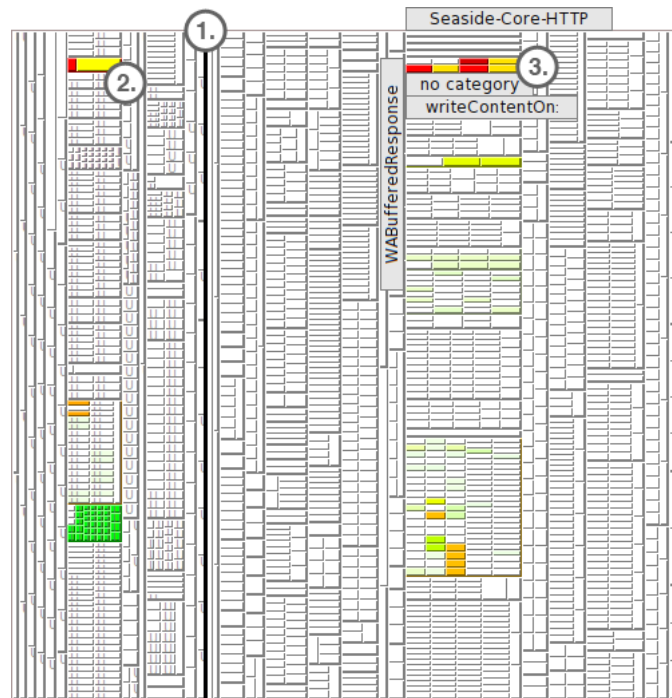 Seaside-Core-HTTP
1.
2.
3.
no category
writeContentOn:
WABufferedResponse